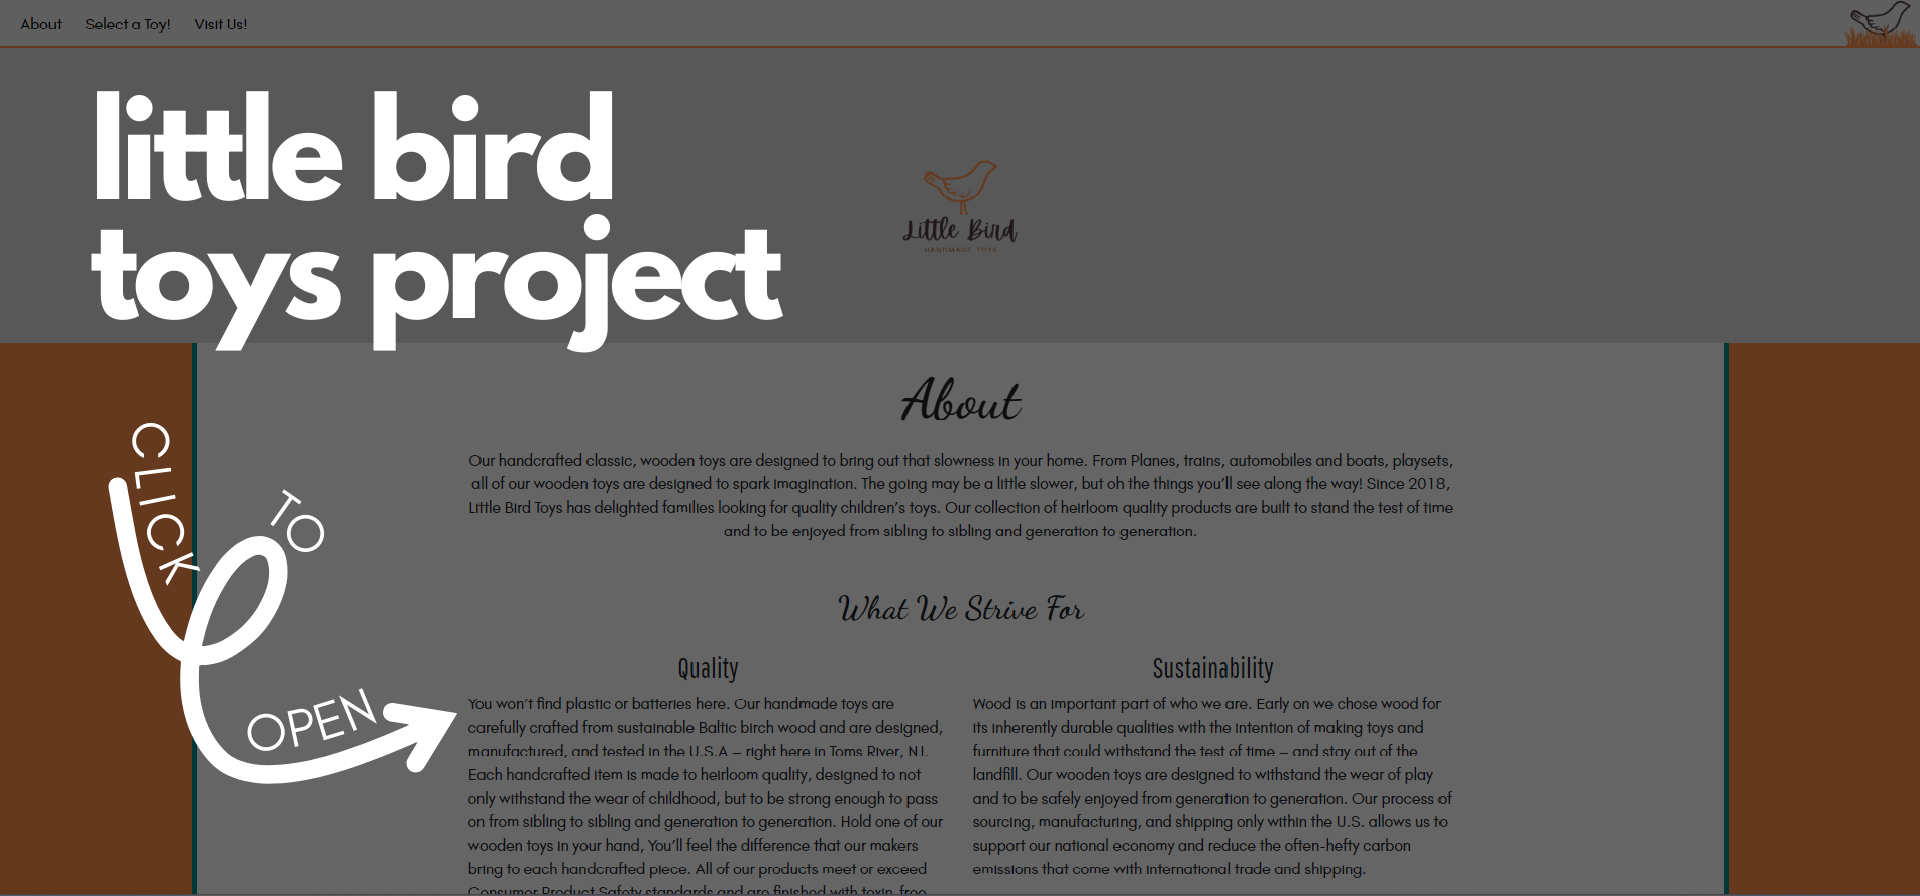 About Select a Toy! Visit Us!
little bird
toys project
Little Bird
HANDMADE TOYS
About
Our handcrafted classic, wooden toys are designed to bring out that slowness in your home. From Planes, trains, automobiles and boats, playsets,
all of our wooden toys are designed to spark imagination. The going may be a little slower, but oh the things you'll see along the way! Since 2018,
Little Bird Toys has delighted families looking for quality children's toys. Our collection of heirloom quality products are built to stand the test of time
and to be enjoyed from sibling to sibling and generation to generation.
CLICK
TO
OPEN
What We Strive For
Quality
You won't find plastic or batteries here. Our handmade toys are
carefully crafted from sustainable Baltic birch wood and are designed,
manufactured, and tested in the U.S.A – right here in Toms River, NJ.
Each handcrafted item is made to heirloom quality, designed to not
only withstand the wear of childhood, but to be strong enough to pass
on from sibling to sibling and generation to generation. Hold one of our
wooden toys in your hand, You'll feel the difference that our makers
bring to each handcrafted piece. All of our products meet or exceed
Consumer Product Safety standards and are finished with toxin-free
Sustainability
Wood is an important part of who we are. Early on we chose wood for
its inherently durable qualities with the intention of making toys and
furniture that could withstand the test of time – and stay out of the
landfill. Our wooden toys are designed to withstand the wear of play
and to be safely enjoyed from generation to generation. Our process of
sourcing, manufacturing, and shipping only within the U.S. allows us to
support our national economy and reduce the often-hefty carbon
emissions that come with international trade and shipping.